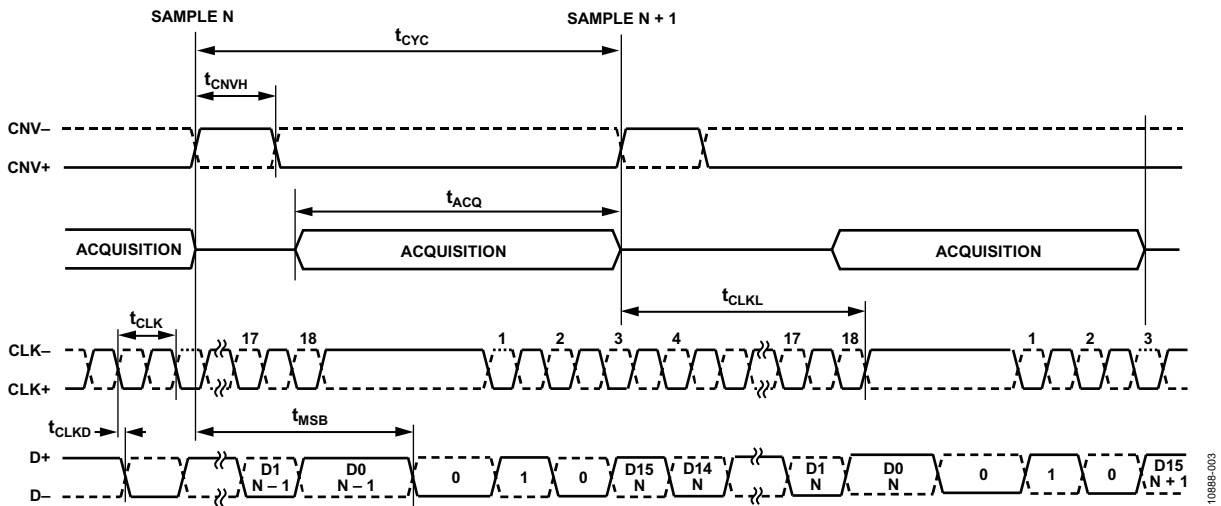 SAMPLE N SAMPLE N + 1
tCYC
tCNVH
CNV–
CNV+
tACQ
ACQUISITION ACQUISITION ACQUISITION
tCLKL
tCLK
17 18 1 2 3 4 17 18 1 2 3
CLK–
CLK+
tCLKD
tMSB
D+
D1 D0 0 1 0 D15 D14 D1 D0 0 1 0 D15
N – 1 N – 1 N N N N N + 1
D–
10888-003